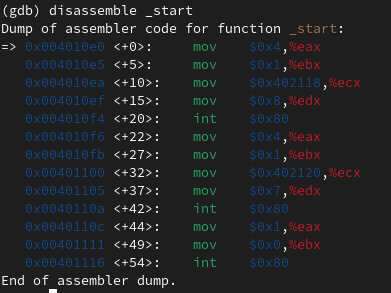 (gdb) disassemble _start
Dump of assembler code for function _start:
=> 0x004010e0 <+0>:     mov    $0x4,%eax
   0x004010e5 <+5>:     mov    $0x1,%ebx
   0x004010ea <+10>:    mov    $0x402118,%ecx
   0x004010ef <+15>:    mov    $0x8,%edx
   0x004010f4 <+20>:    int    $0x80
   0x004010f6 <+22>:    mov    $0x4,%eax
   0x004010fb <+27>:    mov    $0x1,%ebx
   0x00401100 <+32>:    mov    $0x402120,%ecx
   0x00401105 <+37>:    mov    $0x7,%edx
   0x0040110a <+42>:    int    $0x80
   0x0040110c <+44>:    mov    $0x1,%eax
   0x00401111 <+49>:    mov    $0x0,%ebx
   0x00401116 <+54>:    int    $0x80
End of assembler dump.